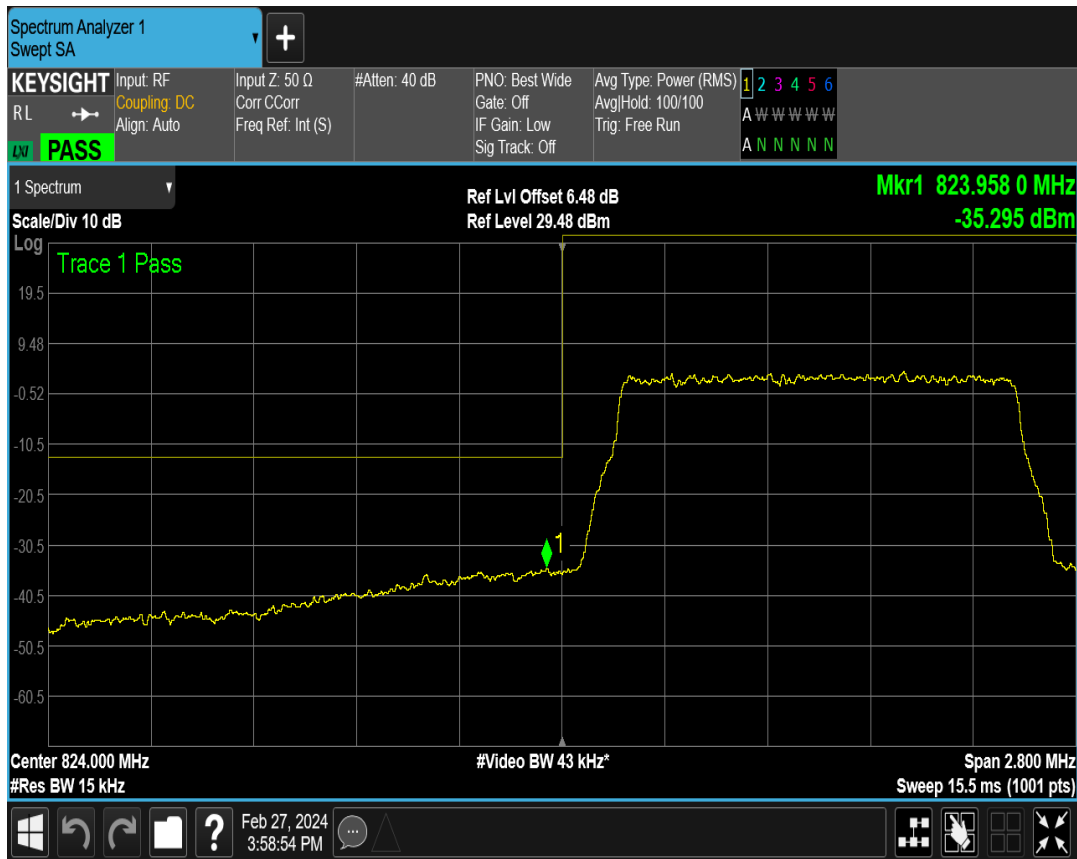 Spectrum Analyzer 1
Swept SA
KEYSIGHT
RL
LXI PASS
Input: RF
Coupling: DC
Align: Auto
Input Z: 50 Ω
Corr CCorr
Freq Ref: Int (S)
#Atten: 40 dB
PNO: Best Wide
Gate: Off
IF Gain: Low
Sig Track: Off
Avg Type: Power (RMS)
Avg|Hold: 100/100
Trig: Free Run
1 2 3 4 5 6
A W W W W W
A N N N N N
1 Spectrum
Scale/Div 10 dB
Ref Lvl Offset 6.48 dB
Ref Level 29.48 dBm
Mkr1 823.958 0 MHz
-35.295 dBm
Log
Trace 1 Pass
19.5
9.48
-0.52
-10.5
-20.5
-30.5
1
-40.5
-50.5
-60.5
Center 824.000 MHz
#Video BW 43 kHz*
Span 2.800 MHz
#Res BW 15 kHz
Sweep 15.5 ms (1001 pts)
?
Feb 27, 2024
3:58:54 PM